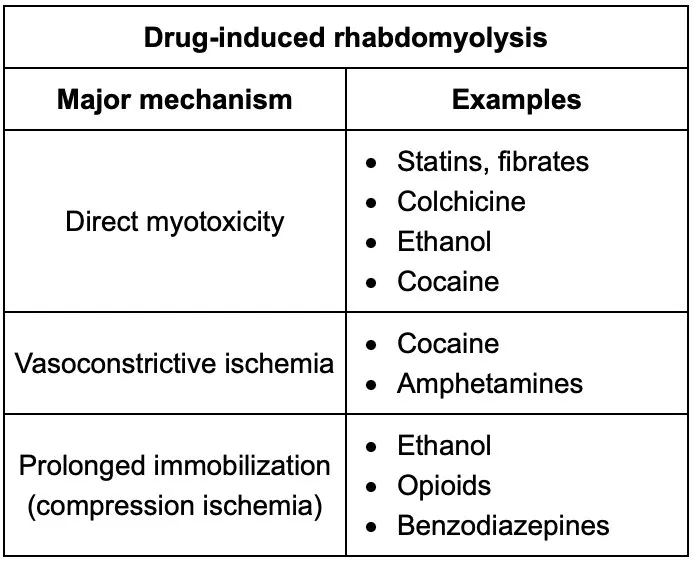 Drug-induced rhabdomyolysis
Major mechanism
Examples
Direct myotoxicity
• Statins, fibrates
• Colchicine
• Ethanol
• Cocaine
Vasoconstrictive ischemia
• Cocaine
• Amphetamines
Prolonged immobilization
(compression ischemia)
• Ethanol
• Opioids
• Benzodiazepines